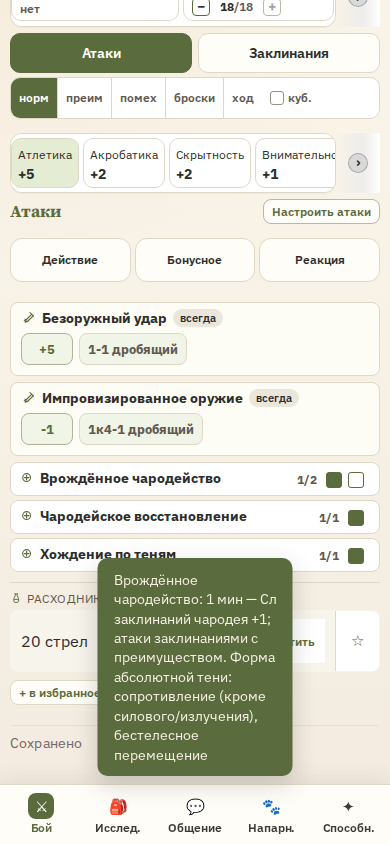 нет
18/18
Атаки
Заклинания
норм преим помех броски ход куб.
Атлетика Акробатика Скрытность Внимательно
+5 +2 +2 +1
Атаки
Настроить атаки
Действие Бонусное Реакция
Безоружный удар всегда
+5 1-1 дробящий
Импровизированное оружие всегда
-1 1к4-1 дробящий
Врождённое чародейство 1/2
Чародейское восстановление 1/1
Хождение по теням 1/1
Врождённое
чародейство: 1 мин — Сл
заклинаний чародея +1;
атаки заклинаниями с
преимуществом. Форма
абсолютной тени:
сопротивление (кроме
силового/излучения),
бестелесное
перемещение
20 стрел
+ в избранное
Сохранено
Бой Исслед. Общение Напарн. Способн.